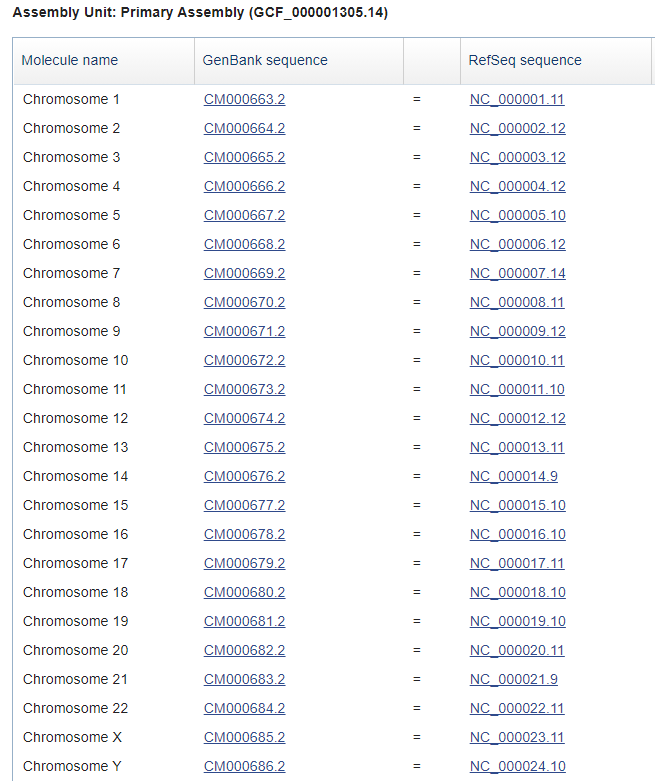 Assembly Unit: Primary Assembly (GCF_000001305.14)
Molecule name GenBank sequence RefSeq sequence
Chromosome 1 CM000663.2 = NC_000001.11
Chromosome 2 CM000664.2 = NC_000002.12
Chromosome 3 CM000665.2 = NC_000003.12
Chromosome 4 CM000666.2 = NC_000004.12
Chromosome 5 CM000667.2 = NC_000005.10
Chromosome 6 CM000668.2 = NC_000006.12
Chromosome 7 CM000669.2 = NC_000007.14
Chromosome 8 CM000670.2 = NC_000008.11
Chromosome 9 CM000671.2 = NC_000009.12
Chromosome 10 CM000672.2 = NC_000010.11
Chromosome 11 CM000673.2 = NC_000011.10
Chromosome 12 CM000674.2 = NC_000012.12
Chromosome 13 CM000675.2 = NC_000013.11
Chromosome 14 CM000676.2 = NC_000014.9
Chromosome 15 CM000677.2 = NC_000015.10
Chromosome 16 CM000678.2 = NC_000016.10
Chromosome 17 CM000679.2 = NC_000017.11
Chromosome 18 CM000680.2 = NC_000018.10
Chromosome 19 CM000681.2 = NC_000019.10
Chromosome 20 CM000682.2 = NC_000020.11
Chromosome 21 CM000683.2 = NC_000021.9
Chromosome 22 CM000684.2 = NC_000022.11
Chromosome X CM000685.2 = NC_000023.11
Chromosome Y CM000686.2 = NC_000024.10